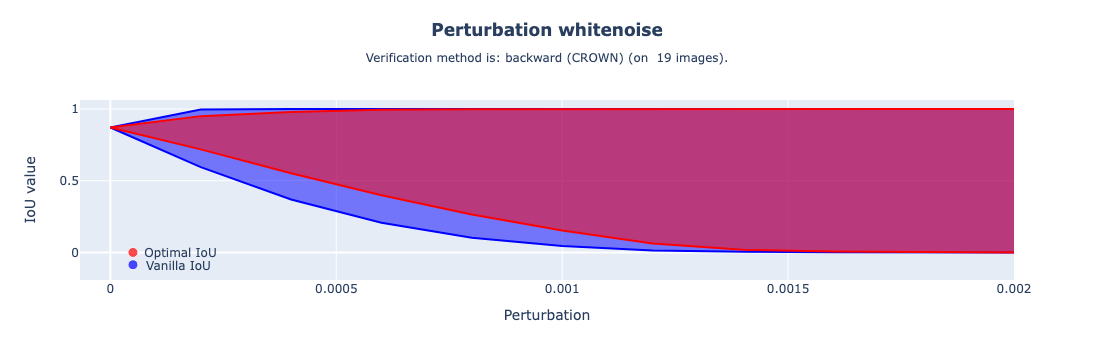 Perturbation whitenoise
Verification method is: backward (CROWN) (on  19 images).
IoU value
1
0.5
0
Optimal IoU
Vanilla IoU
0
0.0005
0.001
0.0015
0.002
Perturbation